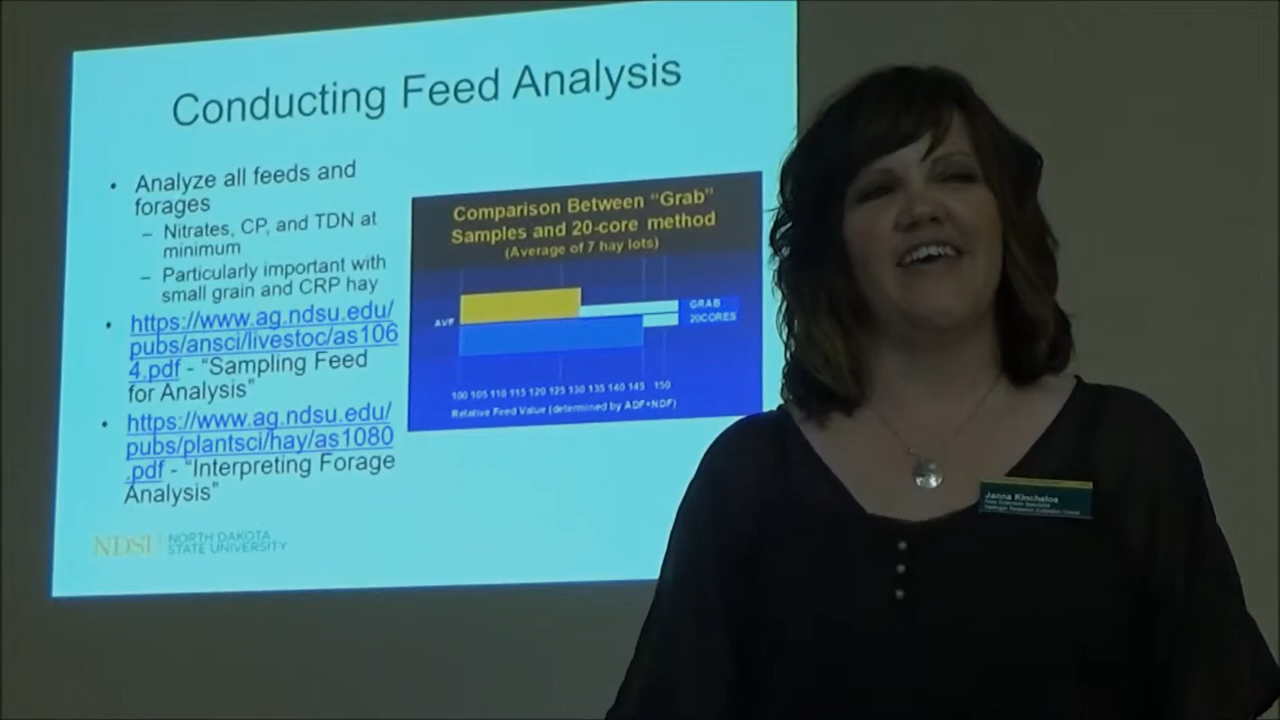 Conducting Feed Analysis
• Analyze all feeds and
forages
– Nitrates, CP, and TDN at
minimum
– Particularly important with
small grain and CRP hay
• https://www.ag.ndsu.edu/
pubs/ansci/livestoc/as106
4.pdf - “Sampling Feed
for Analysis”
• https://www.ag.ndsu.edu/
pubs/plantsci/hay/as1080
.pdf - “Interpreting Forage
Analysis”
NDSU NORTH DAKOTA
STATE UNIVERSITY
Comparison Between “Grab”
Samples and 20-core method
(Average of 7 hay lots)
GRAB
20CORES
100 105 110 115 120 125 130 135 140 145 150
Relative Feed Value (determined by ADF+NDF)
Janna Kincheloe